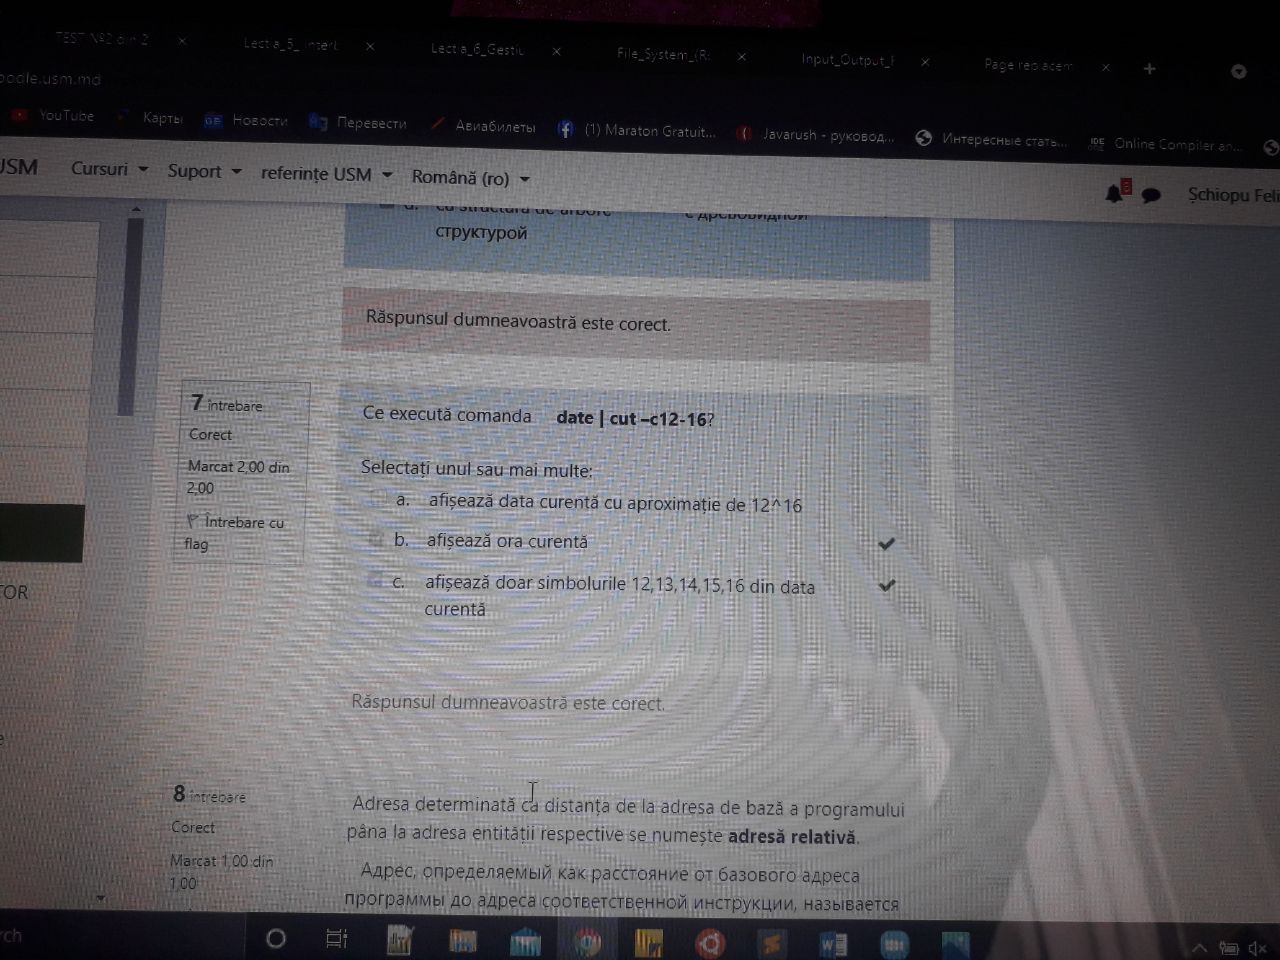 TEST №2 din 2
Lectia_5_ Interb
Lectia_6_Gestiu
File_System_(Ro
Input_Output_P
Page replacem
oodle.usm.md
YouTube Карты Новости Перевести Авиабилеты (1) Maraton Gratuit... Javarush - руковод... Интересные стать... Online Compiler an...
USM Cursuri Suport referințe USM Română (ro) Șchiopu Feli
d. cu structură de arbore с древовидной
структурой
Răspunsul dumneavoastră este corect.
7 întrebare
Corect
Marcat 2,00 din
2,00
Întrebare cu
flag
Ce execută comanda date | cut –c12-16?
Selectați unul sau mai multe:
a. afișează data curentă cu aproximație de 12^16
b. afișează ora curentă
c. afișează doar simbolurile 12,13,14,15,16 din data
curentă
Răspunsul dumneavoastră este corect.
TOR
8 întrebare
Corect
Marcat 1,00 din
1,00
Adresa determinată ca distanța de la adresa de bază a programului
pâna la adresa entității respective se numește adresă relativă.
Адрес, определяемый как расстояние от базового адреса
программы до адреса соответственной инструкции, называется
rch